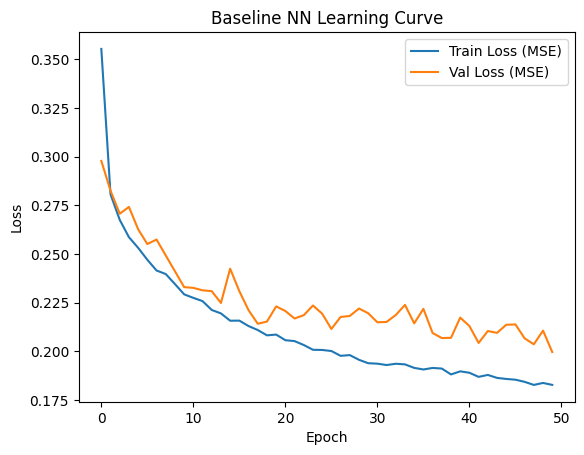 Baseline NN Learning Curve
Train Loss (MSE)
Val Loss (MSE)
Loss
0.350
0.325
0.300
0.275
0.250
0.225
0.200
0.175
0 10 20 30 40 50
Epoch